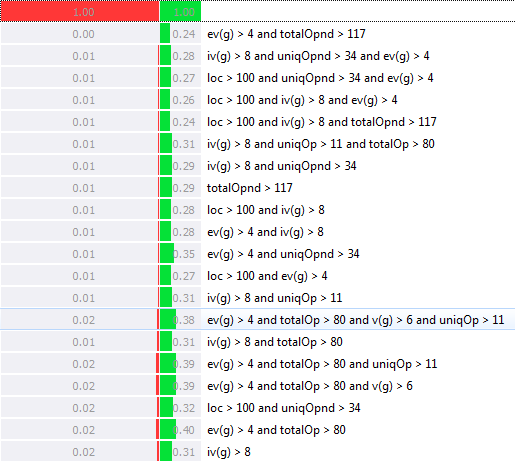 1.00 1.00
0.00 0.24 ev(g) > 4 and totalOpnd > 117
0.01 0.28 iv(g) > 8 and uniqOpnd > 34 and ev(g) > 4
0.01 0.27 loc > 100 and uniqOpnd > 34 and ev(g) > 4
0.01 0.26 loc > 100 and iv(g) > 8 and ev(g) > 4
0.01 0.24 loc > 100 and iv(g) > 8 and totalOpnd > 117
0.01 0.31 iv(g) > 8 and uniqOp > 11 and totalOp > 80
0.01 0.29 iv(g) > 8 and uniqOpnd > 34
0.01 0.29 totalOpnd > 117
0.01 0.28 loc > 100 and iv(g) > 8
0.01 0.28 ev(g) > 4 and iv(g) > 8
0.01 0.35 ev(g) > 4 and uniqOpnd > 34
0.01 0.27 loc > 100 and ev(g) > 4
0.01 0.31 iv(g) > 8 and uniqOp > 11
0.02 0.38 ev(g) > 4 and totalOp > 80 and v(g) > 6 and uniqOp > 11
0.01 0.31 iv(g) > 8 and totalOp > 80
0.02 0.39 ev(g) > 4 and totalOp > 80 and uniqOp > 11
0.02 0.39 ev(g) > 4 and totalOp > 80 and v(g) > 6
0.02 0.32 loc > 100 and uniqOpnd > 34
0.02 0.40 ev(g) > 4 and totalOp > 80
0.02 0.31 iv(g) > 8